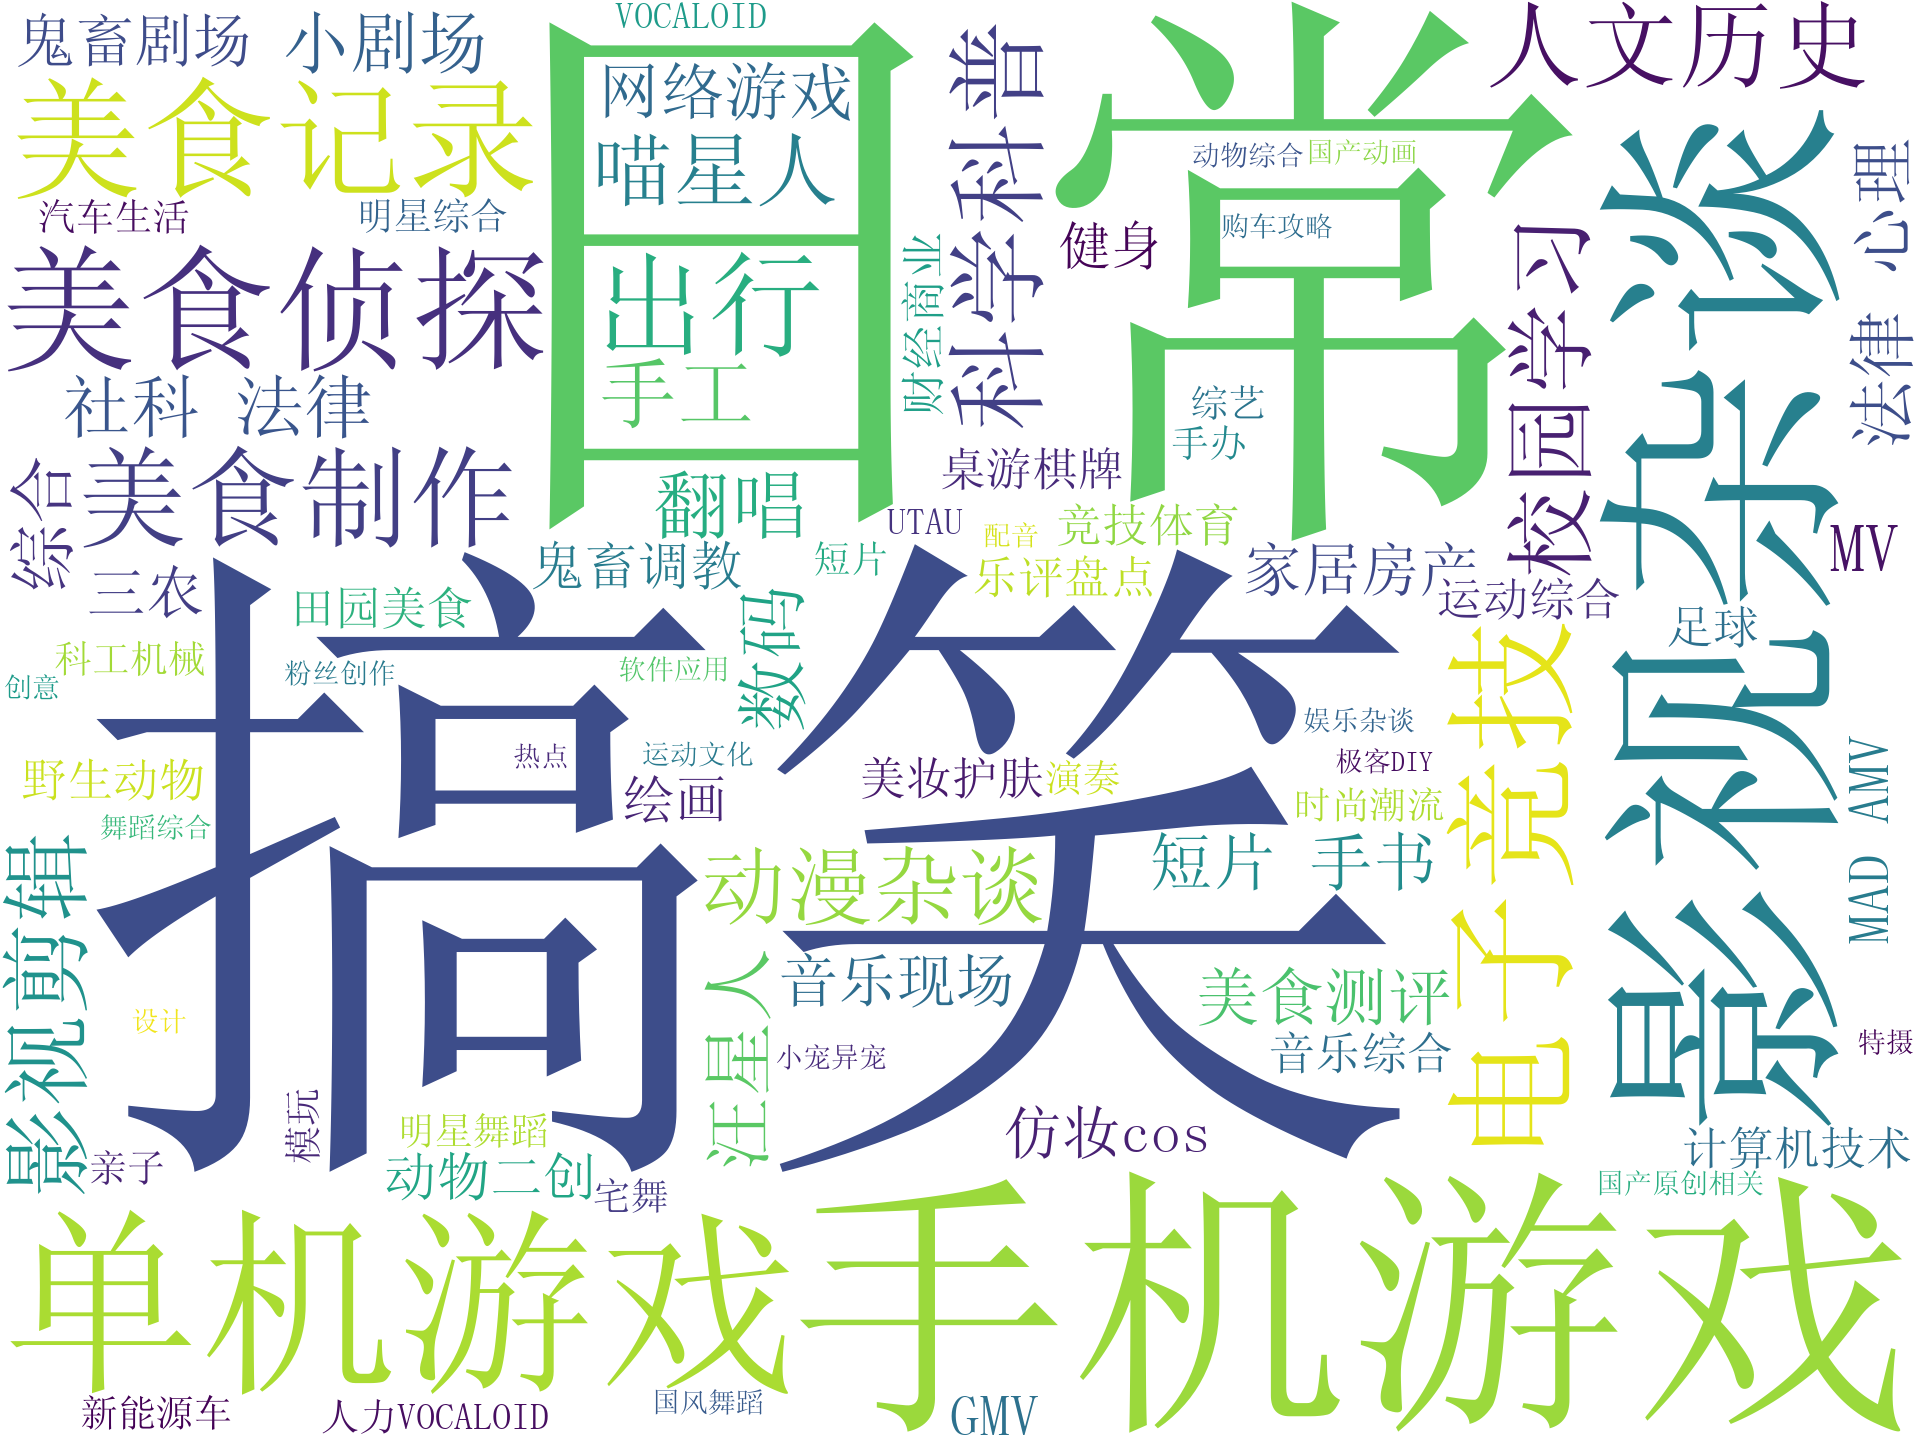 鬼畜剧场
小剧场
VOCALOID
日常
人文历史
美食记录
网络游戏
喵星人
科学科普
动物综合
国产动画
影视杂谈
心理
汽车生活
明星综合
购车攻略
健身
美食侦探
出行
财经商业
校园学习
法律
手工
社科 法律
综艺
手办
综合
美食制作
翻唱
桌游棋牌
UTAU
配音
竞技体育
MV
鬼畜调教
短片
乐评盘点
家居房产
三农
田园美食
数码
运动综合
足球
搞笑
科工机械
粉丝创作
软件应用
创意
电子竞技
娱乐杂谈
热点
运动文化
极客DIY
MAD AMV
野生动物
绘画
美妆护肤
演奏
时尚潮流
舞蹈综合
影视剪辑
动漫杂谈
短片 手书
汪星人
音乐现场
美食测评
设计
小宠异宠
音乐综合
特摄
模玩
明星舞蹈
仿妆cos
计算机技术
亲子
动物二创
宅舞
国产原创相关
单机游戏
手机游戏
新能源车
人力VOCALOID
国风舞蹈
GMV